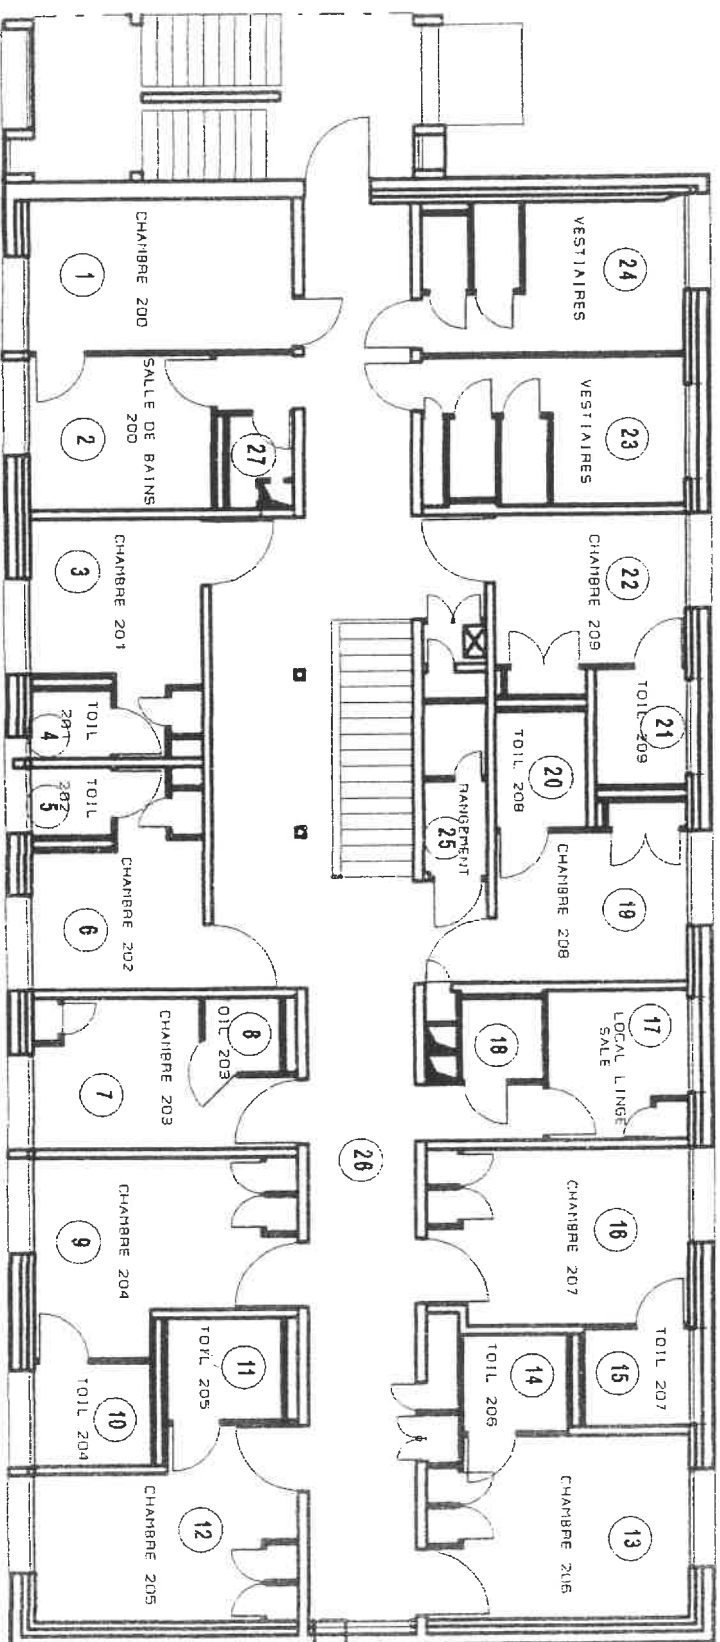 CHAMBRE 200
1
SALLE DE BAINS
200
2
27
CHAMBRE 201
3
TOIL
201
4
TOIL
202
5
CHAMBRE 202
6
CHAMBRE 203
7
OIL 203
8
CHAMBRE 204
9
TOIL 204
10
TOIL 205
11
CHAMBRE 205
12
26
VESTIAIRES
24
VESTIAIRES
23
CHAMBRE 209
22
TOIL 209
21
TOIL 208
20
RANGEMENT
25
CHAMBRE 208
19
LOCAL LINGE
SALE
17
18
CHAMBRE 207
16
TOIL 207
15
TOIL 206
14
CHAMBRE 206
13